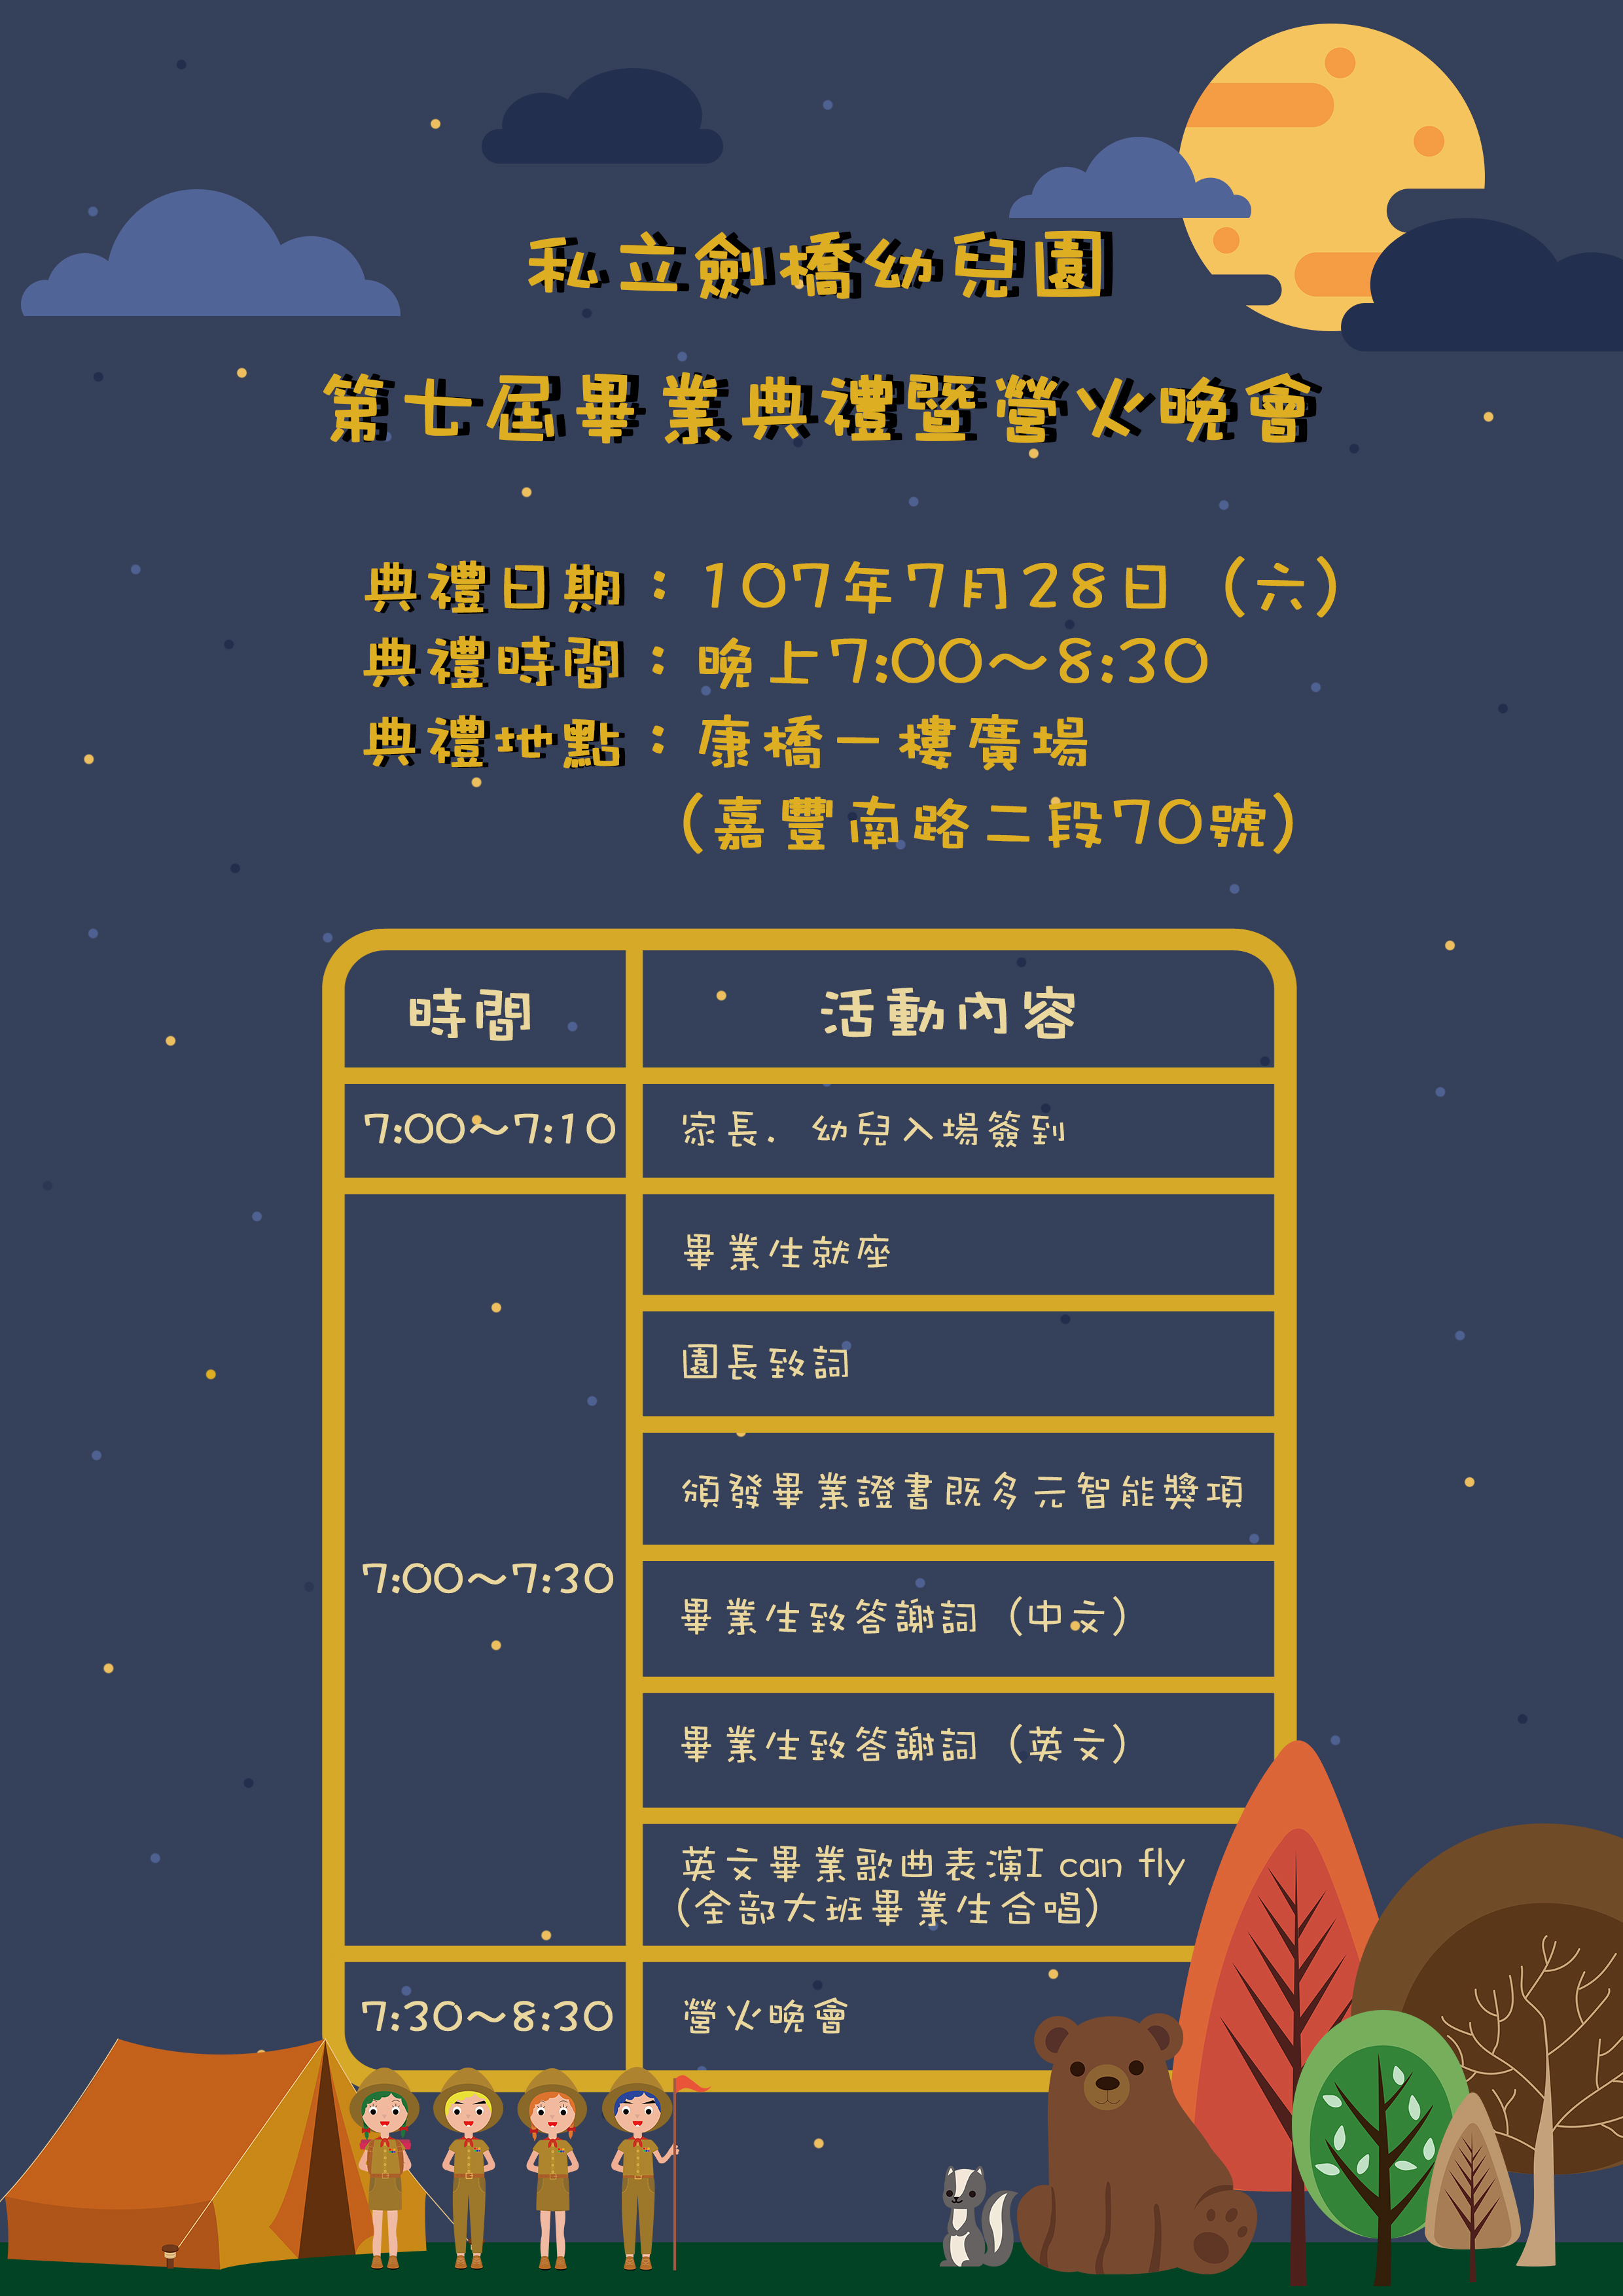 私立劍橋幼兒園
第七屆畢業典禮暨營火晚會
典禮日期：107年7月28日（六）
典禮時間：晚上7:00～8:30
典禮地點：康橋一樓廣場
(嘉豐南路二段70號)
時間 活動內容
7:00～7:10 家長．幼兒入場簽到
畢業生就座
園長致詞
頒發畢業證書既多元智能獎項
7:00～7:30
畢業生致答謝詞（中文）
畢業生致答謝詞（英文）
英文畢業歌曲表演I can fly
(全部大班畢業生合唱)
7:30～8:30 營火晚會